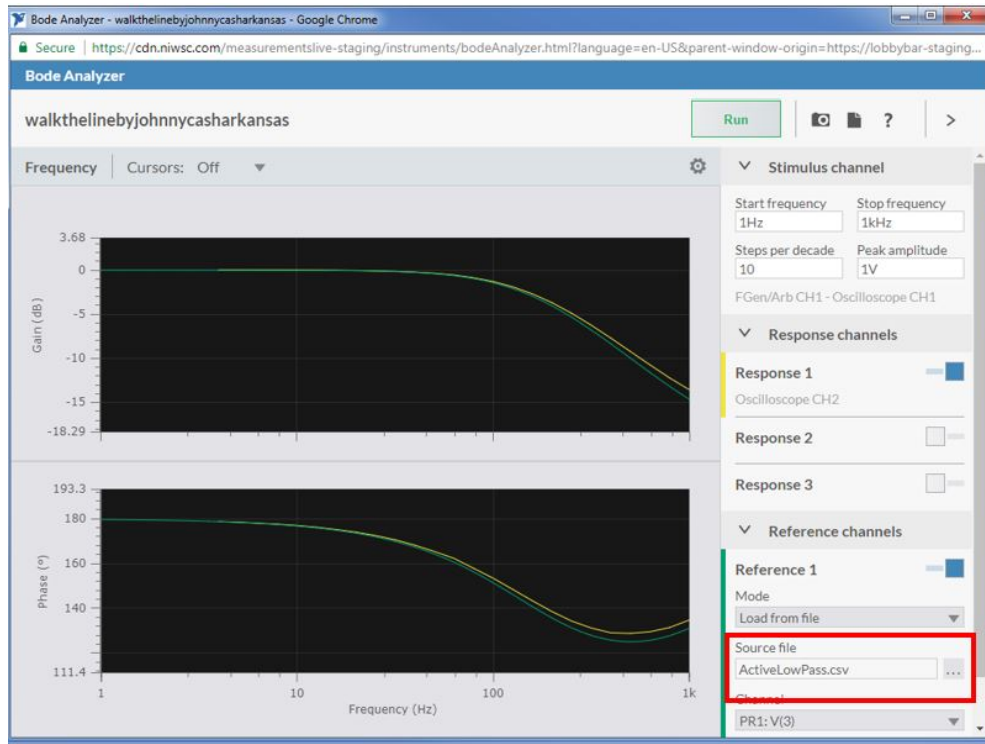 Bode Analyzer - walkthelinebyjohnnycasharkansas - Google Chrome
Secure | https://cdn.niwsc.com/measurementslive-staging/instruments/bodeAnalyzer.html?language=en-US&parent-window-origin=https://lobbybar-staging...
Bode Analyzer
walkthelinebyjohnnycasharkansas
Run
?
>
Frequency
Cursors: Off
3.68
0
-5
-10
-15
-18.29
Gain (dB)
193.3
180
160
140
111.4
Phase (º)
1
10
100
1k
Frequency (Hz)
Stimulus channel
Start frequency Stop frequency
1Hz 1kHz
Steps per decade Peak amplitude
10 1V
FGen/Arb CH1 - Oscilloscope CH1
Response channels
Response 1
Oscilloscope CH2
Response 2
Response 3
Reference channels
Reference 1
Mode
Load from file
Source file
ActiveLowPass.csv ...
Channel
PR1: V(3)